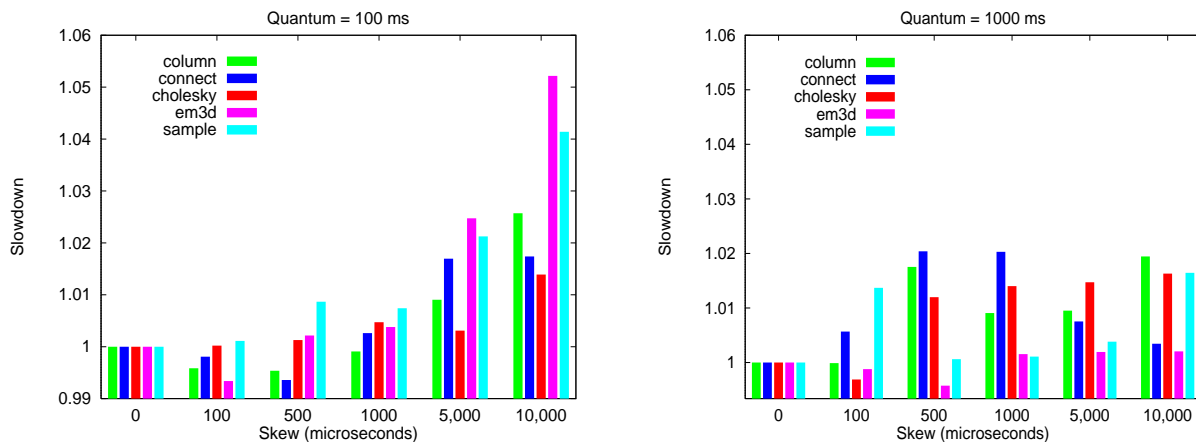 Quantum = 100 ms
1.06
1.05
1.04
1.03
1.02
1.01
1
0.99
Slowdown
column
connect
cholesky
em3d
sample
0 100 500 1000 5,000 10,000
Skew (microseconds)
Quantum = 1000 ms
1.06
1.05
1.04
1.03
1.02
1.01
1
Slowdown
column
connect
cholesky
em3d
sample
0 100 500 1000 5,000 10,000
Skew (microseconds)